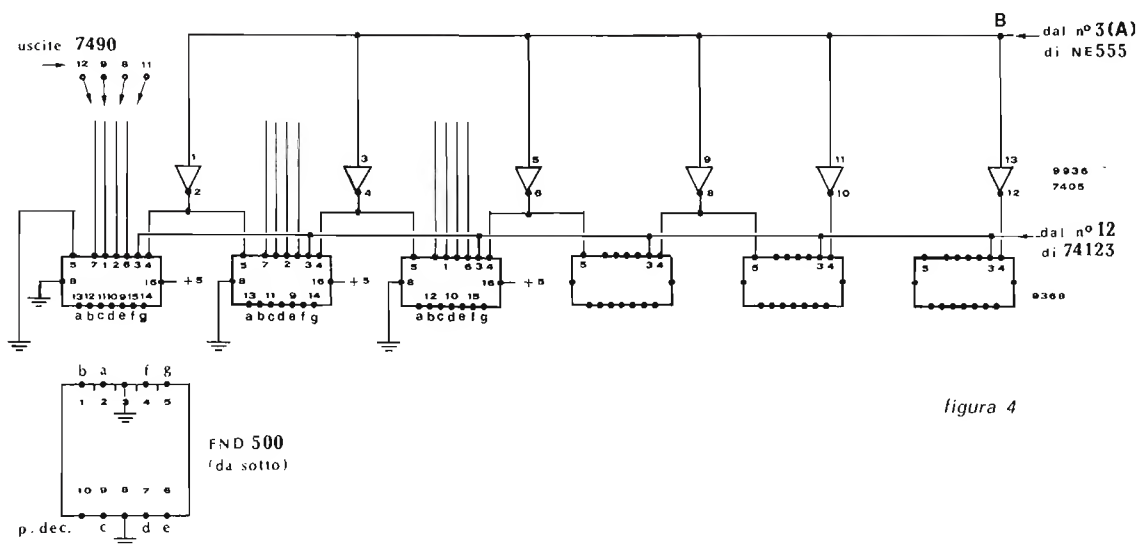 uscite 7490
12 9 8 11
B
dal nº 3 (A)
di NE555
1 3 5 9 11 13
2 4 6 8 10 12
9936
7405
dal nº 12
di 74123
5 7 1 2 6 3 4
8 16 +5
13 12 11 10 9 15 14
a b c d e f g
5 7 2 3 4
8 16 +5
13 11 9 14
a b c d e f g
5 1 6 3 4
8 16 +5
12 10 15
a b c d e f g
5 3 4
5 3 4
5 3 4
9368
b a f g
1 2 3 4 5
FND 500
(da sotto)
10 9 8 7 6
p. dec. c d e
figura 4